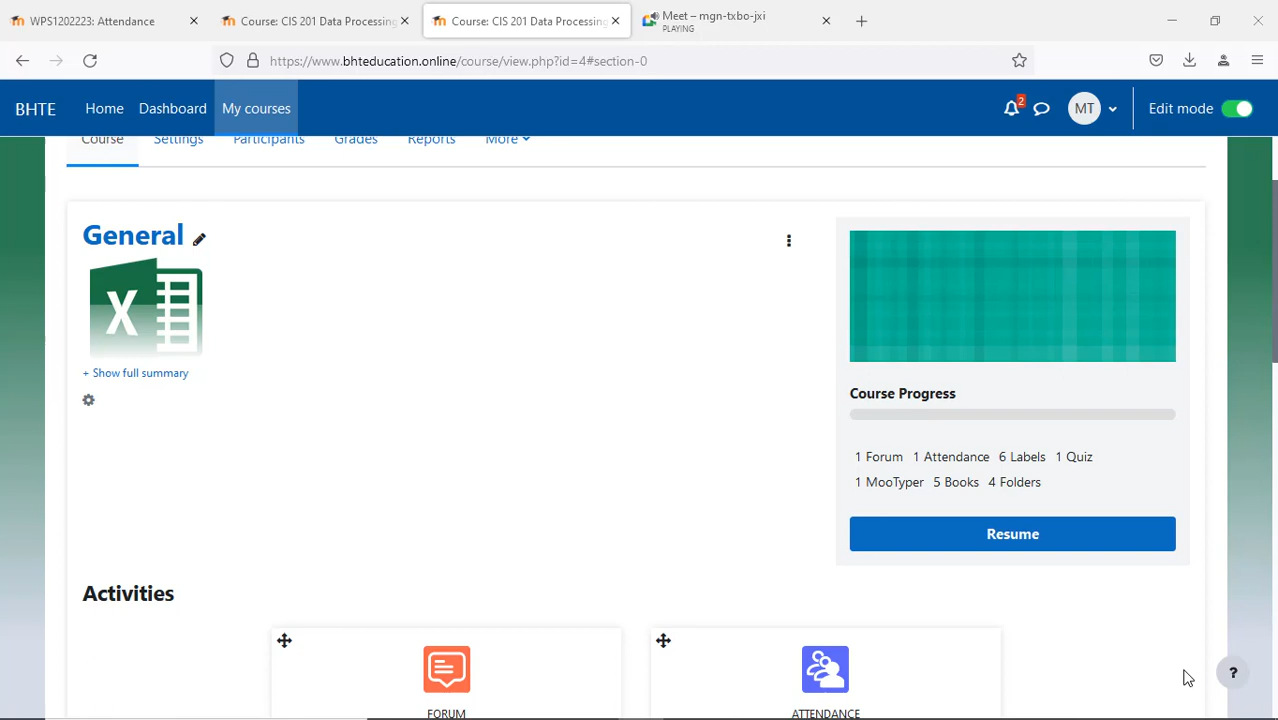 WPS1202223: Attendance
Course: CIS 201 Data Processing
Course: CIS 201 Data Processing
Meet – mgn-txbo-jxi
PLAYING
https://www.bhteducation.online/course/view.php?id=4#section-0
BHTE
Home
Dashboard
My courses
2
MT
Edit mode
Course
Settings
Participants
Grades
Reports
More
General
X
+ Show full summary
Course Progress
1 Forum 1 Attendance 6 Labels 1 Quiz
1 MooTyper 5 Books 4 Folders
Resume
Activities
FORUM
ATTENDANCE
?